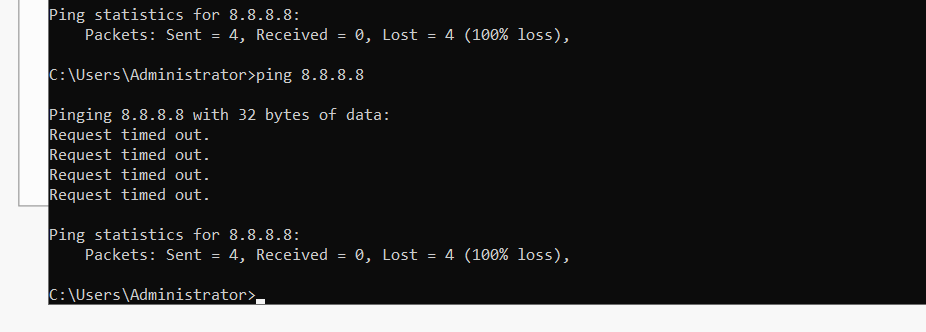 Ping statistics for 8.8.8.8:
    Packets: Sent = 4, Received = 0, Lost = 4 (100% loss),
C:\Users\Administrator>ping 8.8.8.8
Pinging 8.8.8.8 with 32 bytes of data:
Request timed out.
Request timed out.
Request timed out.
Request timed out.
Ping statistics for 8.8.8.8:
    Packets: Sent = 4, Received = 0, Lost = 4 (100% loss),
C:\Users\Administrator>